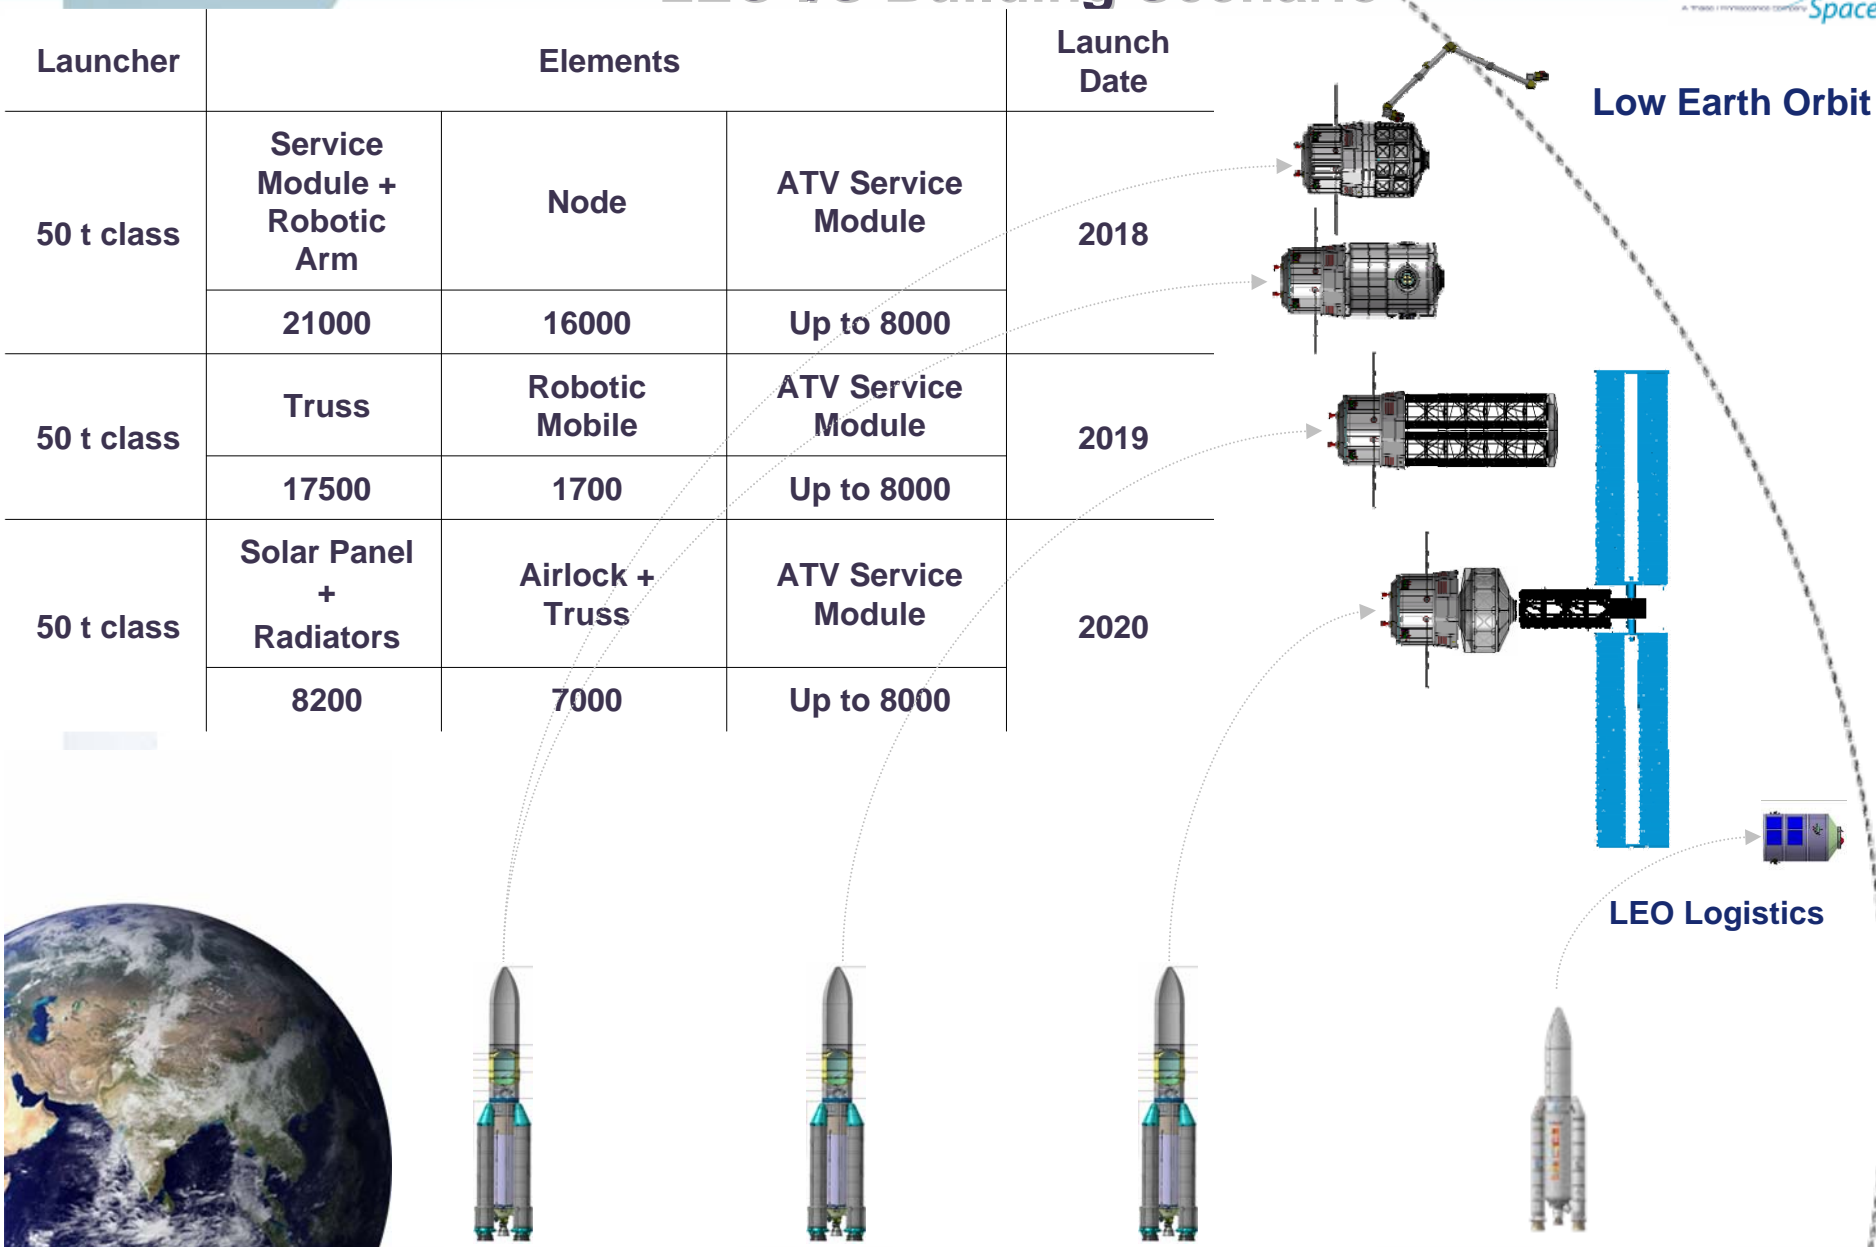 Space
Launcher
Elements
Launch
Date
Low Earth Orbit
50 t class
Service
Module +
Robotic
Arm
Node
ATV Service
Module
2018
21000
16000
Up to 8000
50 t class
Truss
Robotic
Mobile
ATV Service
Module
2019
17500
1700
Up to 8000
50 t class
Solar Panel
+
Radiators
Airlock +
Truss
ATV Service
Module
2020
8200
7000
Up to 8000
LEO Logistics